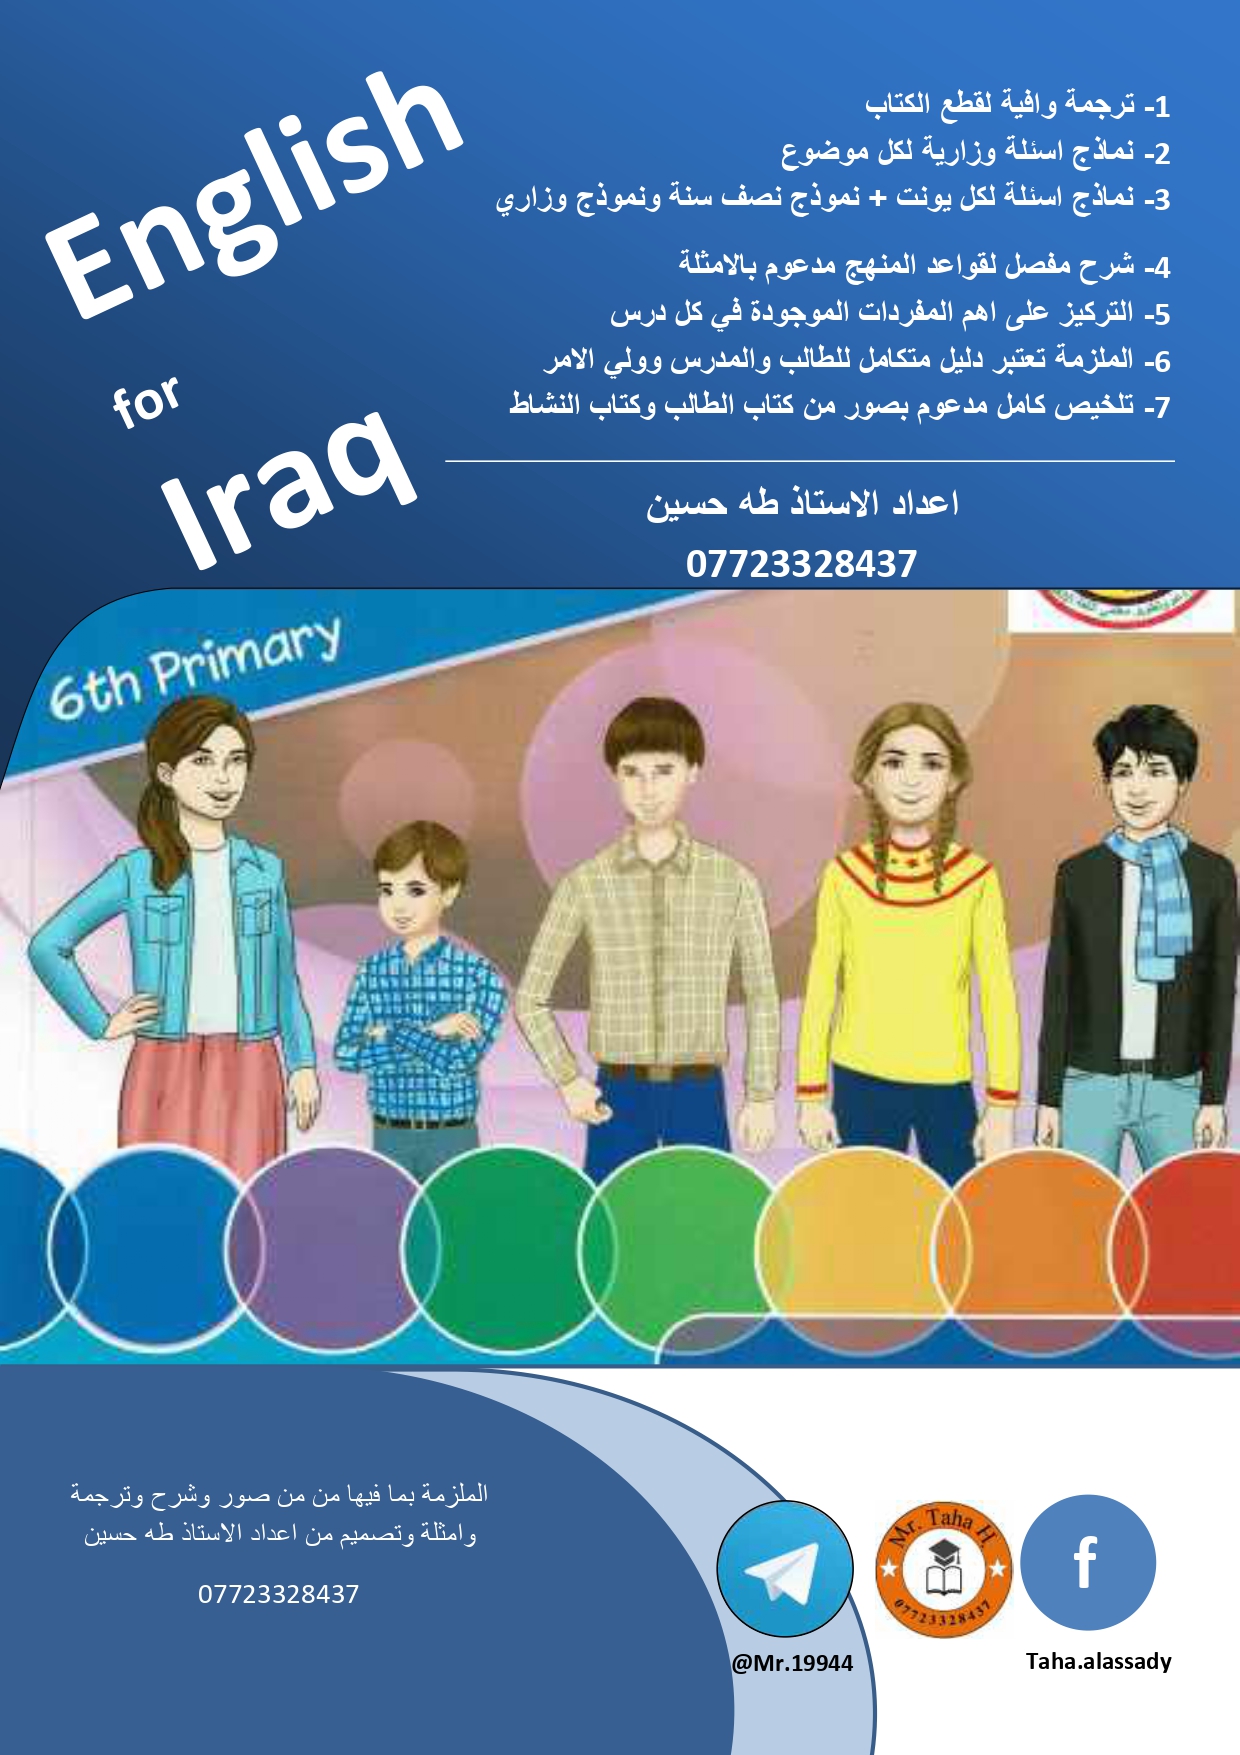 English
for
Iraq
1- ترجمة وافية لقطع الكتاب
2- نماذج اسئلة وزارية لكل موضوع
3- نماذج اسئلة لكل يونت + نموذج نصف سنة ونموذج وزاري
4- شرح مفصل لقواعد المنهج مدعوم بالامثلة
5- التركيز على اهم المفردات الموجودة في كل درس
6- الملزمة تعتبر دليل متكامل للطالب والمدرس وولي الامر
7- تلخيص كامل مدعوم بصور من كتاب الطالب وكتاب النشاط
اعداد الاستاذ طه حسين
07723328437
6th Primary
الملزمة بما فيها من من صور وشرح وترجمة
وامثلة وتصميم من اعداد الاستاذ طه حسين
07723328437
@Mr.19944
Mr. Taha H.
07723328437
f
Taha.alassady